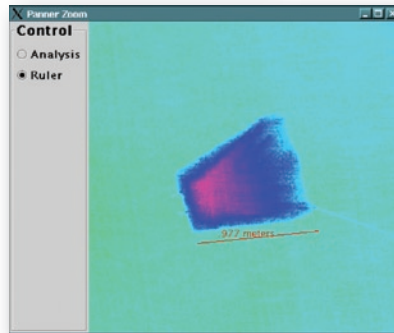 Panner Zoom
Control
Analysis
Ruler
977 meters